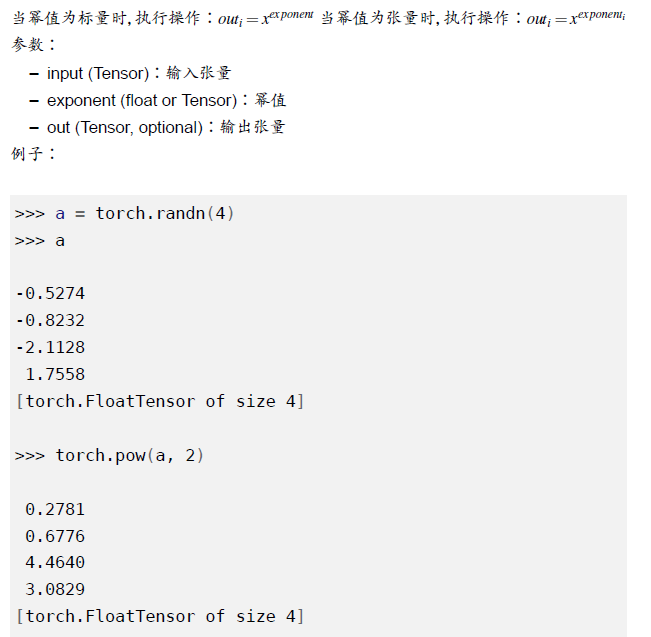 当幂值为标量时,执行操作：outᵢ=x^exponent 当幂值为张量时,执行操作：outᵢ=x^exponentᵢ
参数：
– input (Tensor)：输入张量
– exponent (float or Tensor)：幂值
– out (Tensor, optional)：输出张量
例子：
>>> a = torch.randn(4)
>>> a
-0.5274
-0.8232
-2.1128
1.7558
[torch.FloatTensor of size 4]
>>> torch.pow(a, 2)
0.2781
0.6776
4.4640
3.0829
[torch.FloatTensor of size 4]